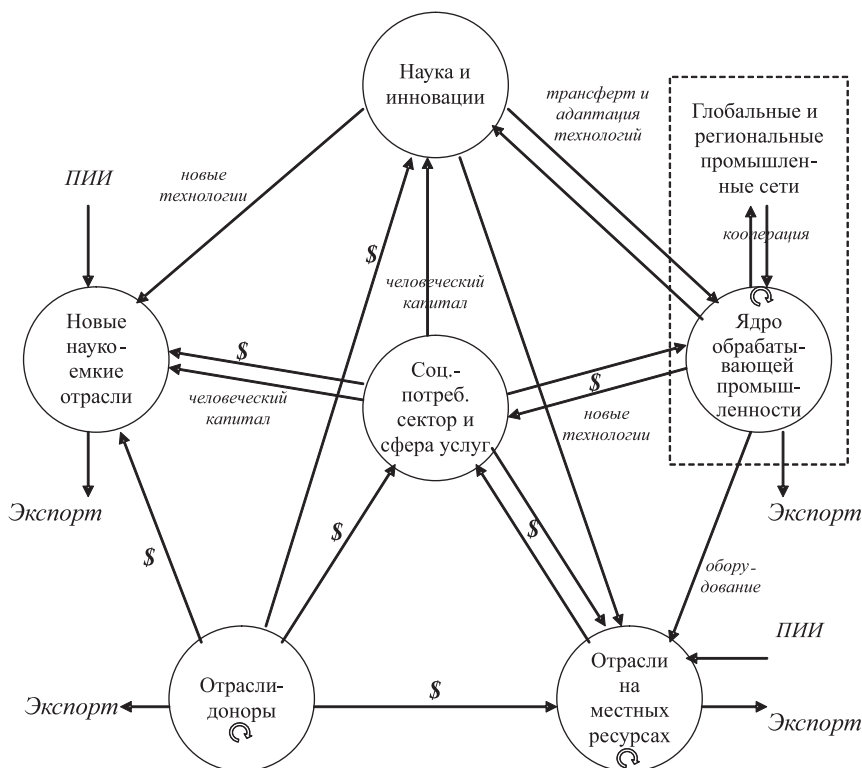 Наука и
инновации
трансферт и
адаптация
технологий
Глобальные и
региональные
промышлен-
ные сети
ПИИ
новые
технологии
кооперация
$
человеческий
капитал
Новые
науко-
емкие
отрасли
$
человеческий
капитал
Соц.-
потреб.
сектор и
сфера услуг
$
новые
технологии
Ядро
обрабаты-
вающей
промыш-
ленности
Экспорт
Экспорт
$
$
$
обору-
дование
ПИИ
Отрасли-
доноры
Экспорт
$
Отрасли
на
местных
ресурсах
Экспорт